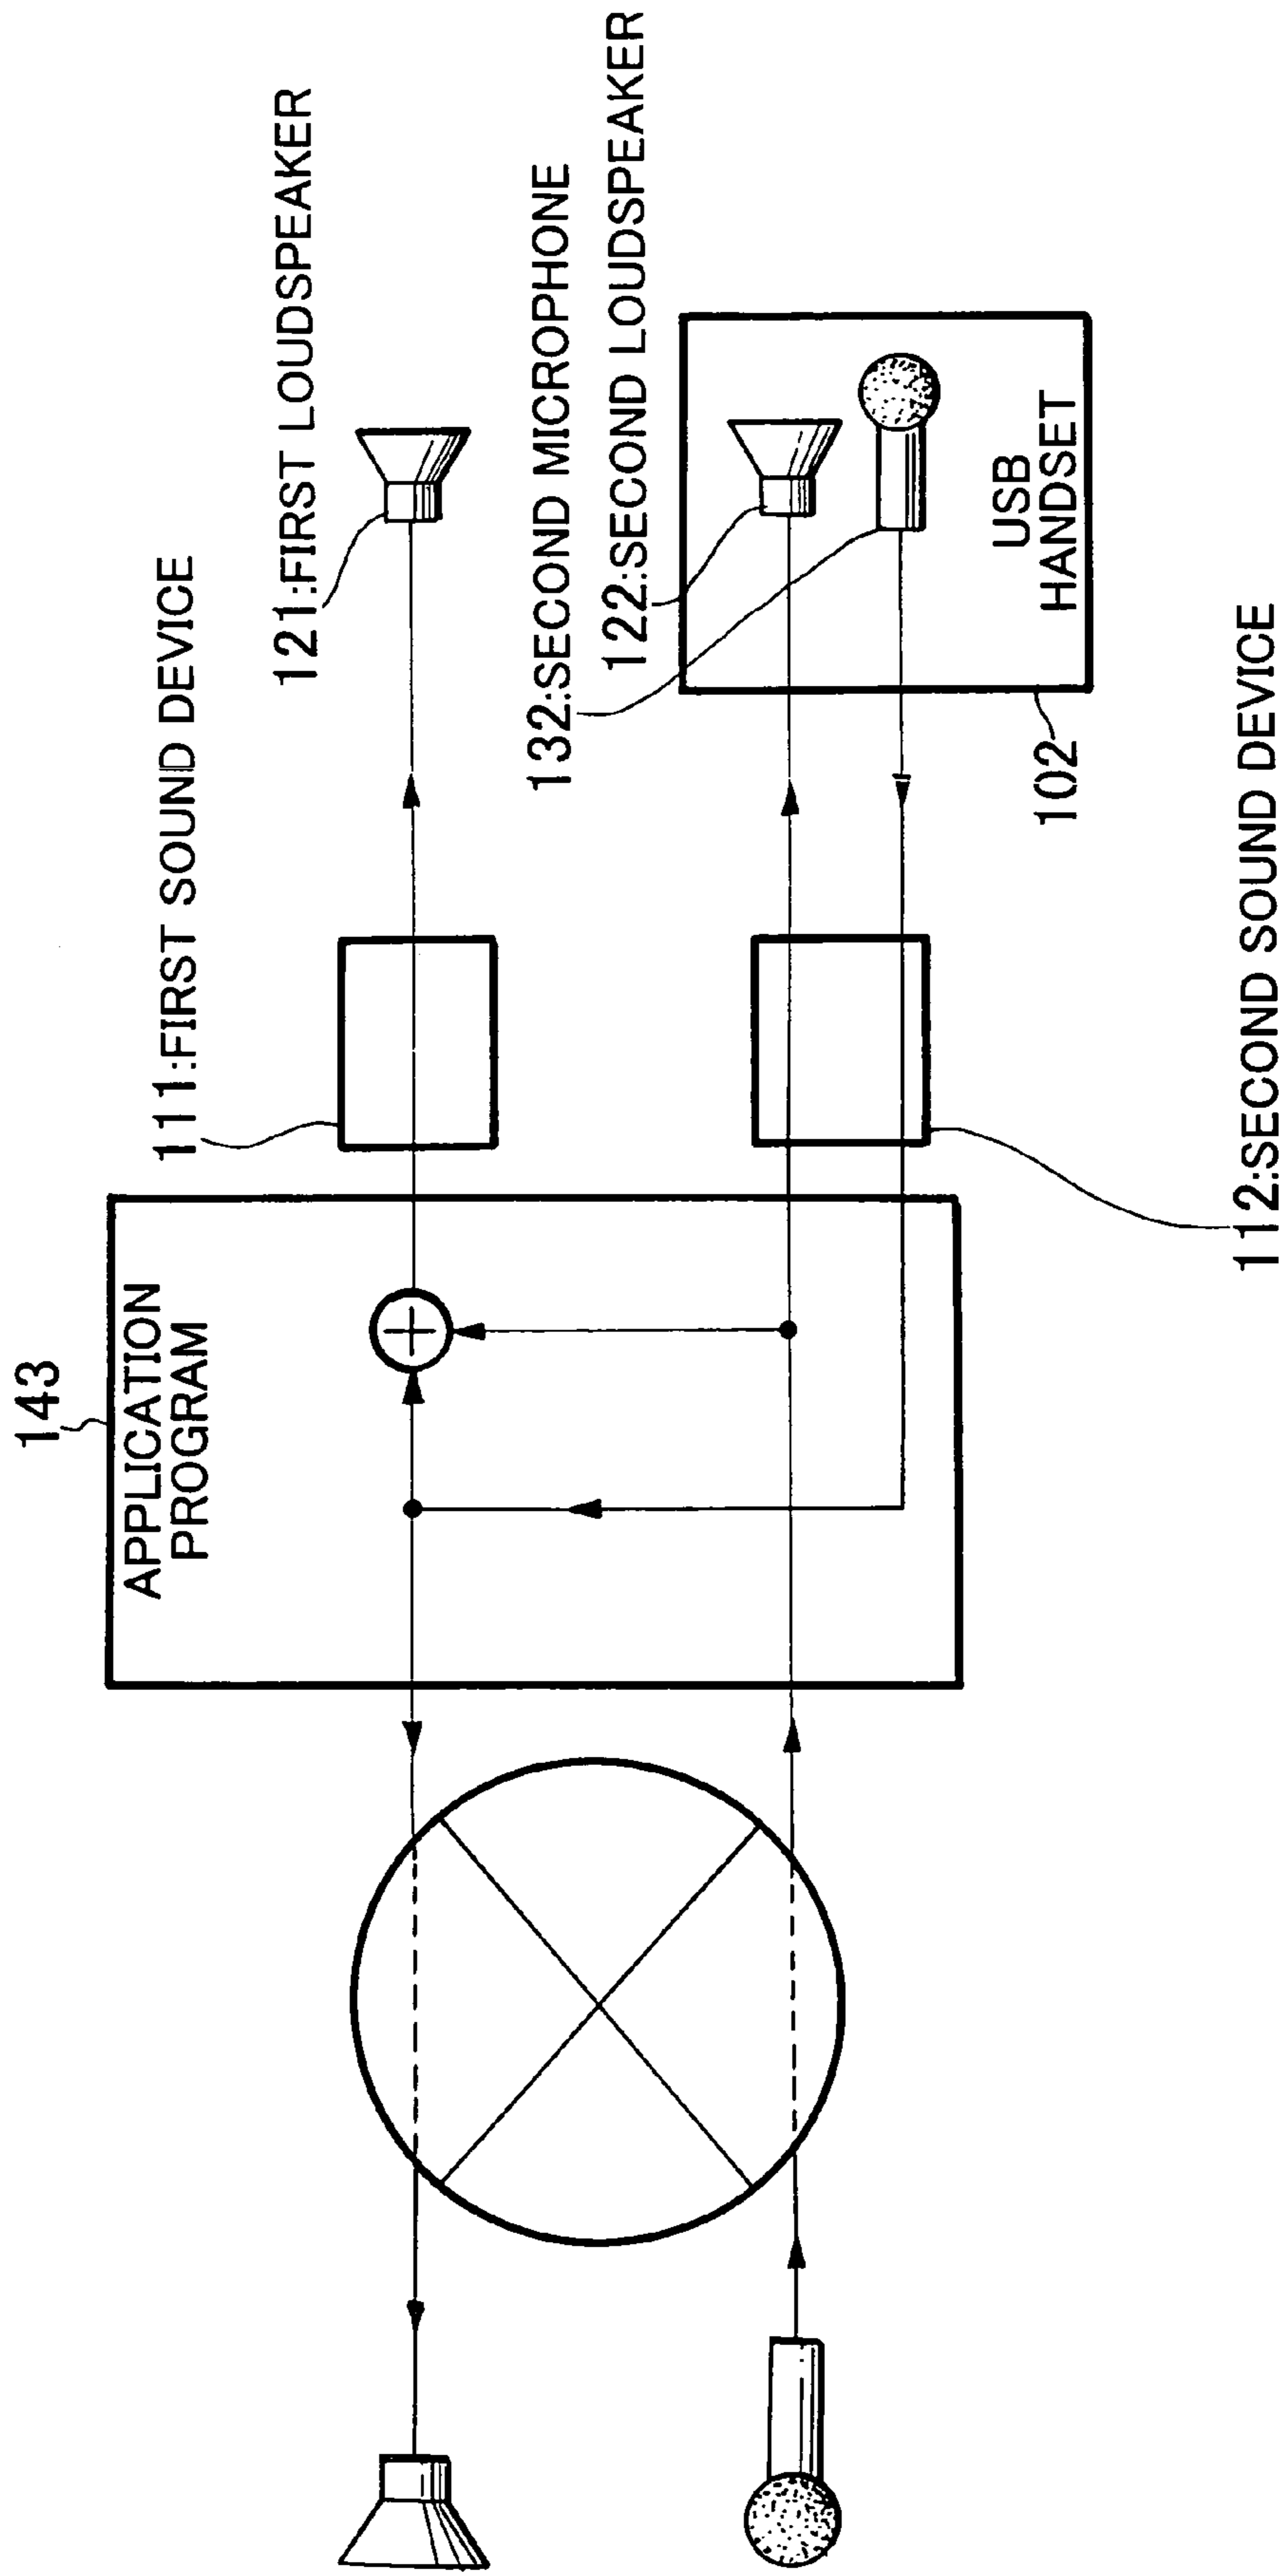 143
APPLICATION
PROGRAM
111:FIRST SOUND DEVICE
121:FIRST LOUDSPEAKER
132:SECOND MICROPHONE
122:SECOND LOUDSPEAKER
USB
HANDSET
102
112:SECOND SOUND DEVICE